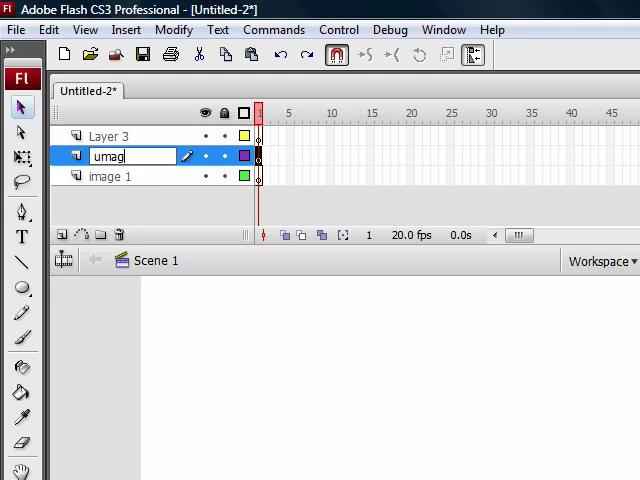 Fl Adobe Flash CS3 Professional - [Untitled-2*]
File Edit View Insert Modify Text Commands Control Debug Window Help
Fl
Untitled-2*
1 5 10 15 20 25 30 35 40 45
Layer 3
umag
image 1
1 20.0 fps 0.0s
Scene 1
Workspace
T